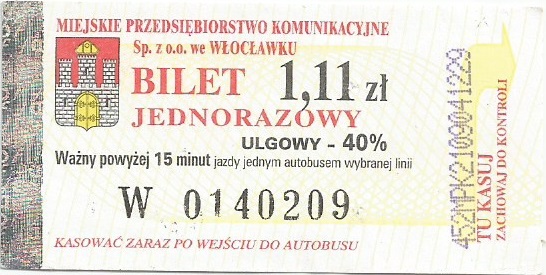 MIEJSKIE PRZEDSIĘBIORSTWO KOMUNIKACYJNE
Sp. z o.o. we WŁOCŁAWKU
BILET 1,11 zł
JEDNORAZOWY
ULGOWY - 40%
Ważny powyżej 15 minut jazdy jednym autobusem wybranej linii
W 0140209
KASOWAĆ ZARAZ PO WEJŚCIU DO AUTOBUSU
452MPK2109041229
TU KASUJ
ZACHOWAJ DO KONTROLI